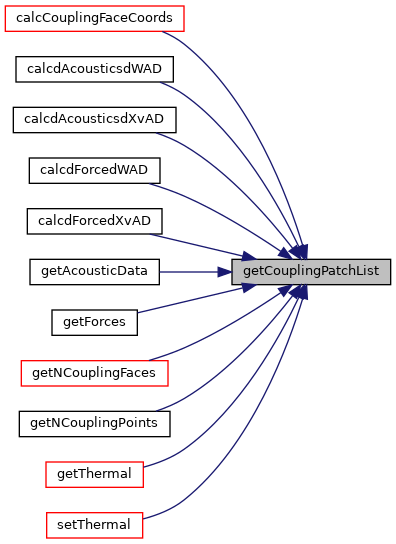 calcCouplingFaceCoords
calcdAcousticsdWAD
calcdAcousticsdXvAD
calcdForcedWAD
calcdForcedXvAD
getAcousticData
getCouplingPatchList
getForces
getNCouplingFaces
getNCouplingPoints
getThermal
setThermal